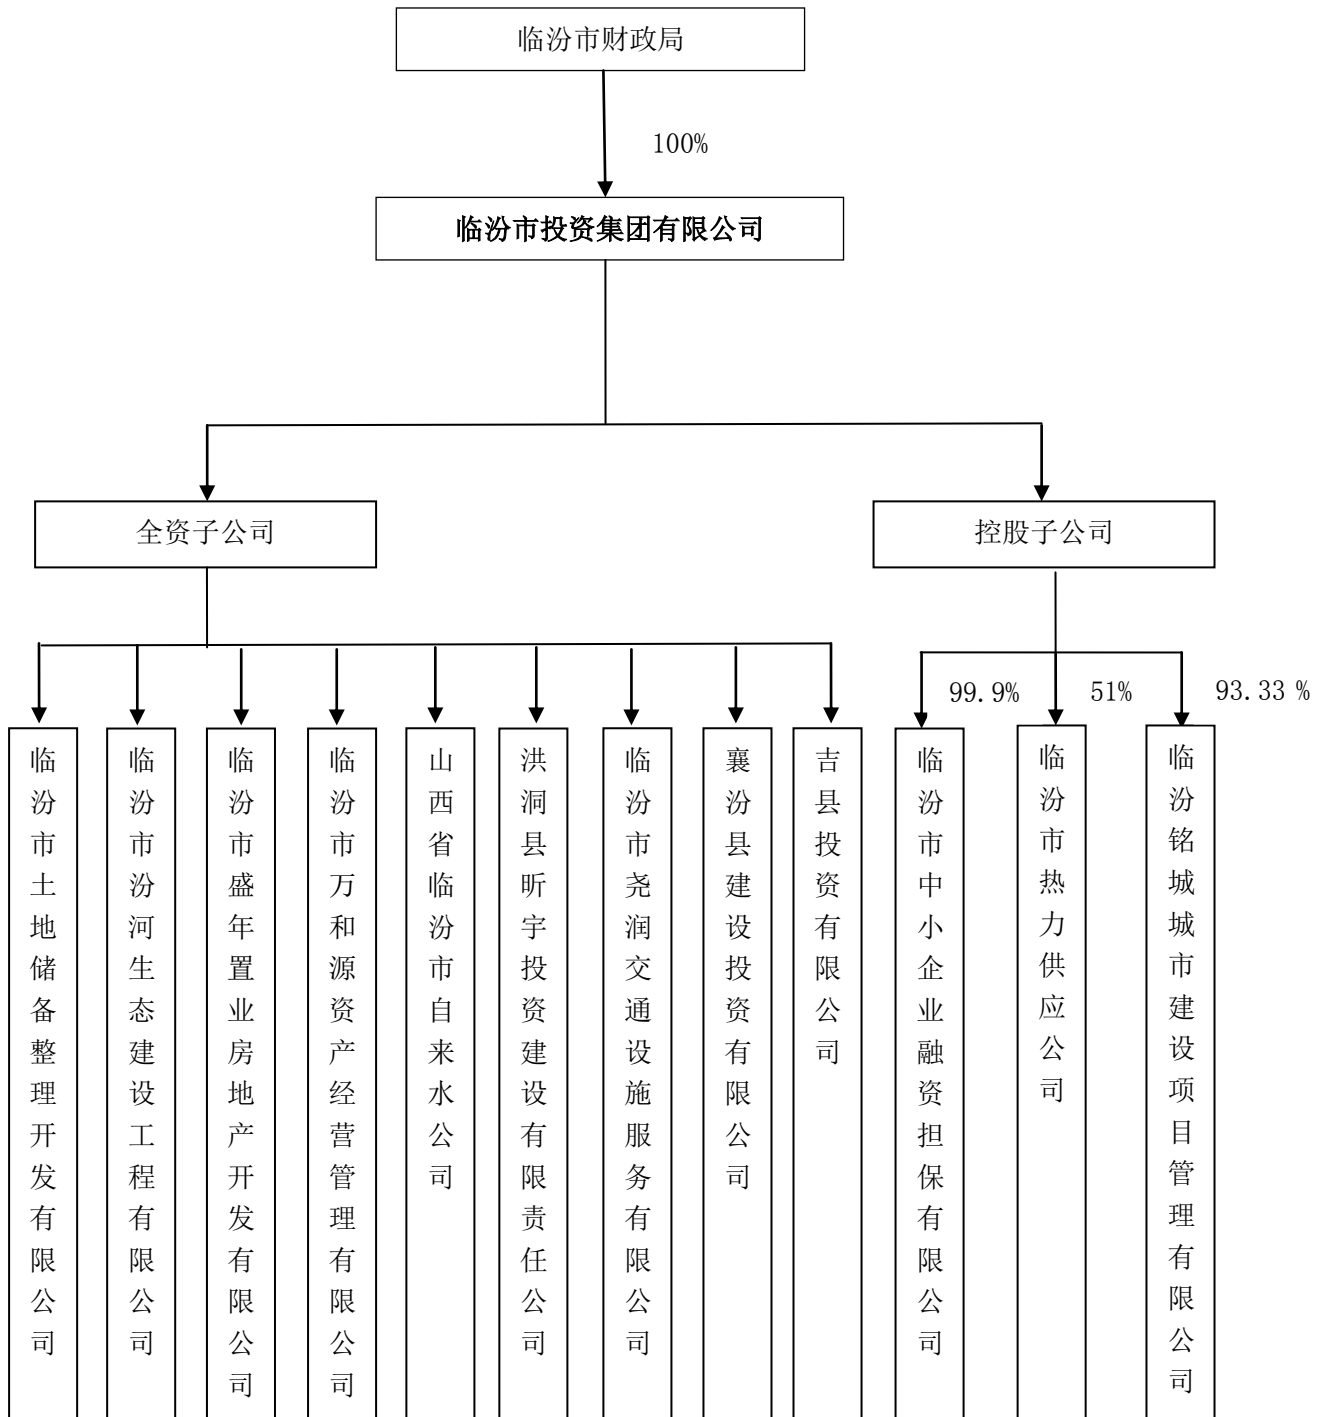 临汾市财政局
100%
临汾市投资集团有限公司
全资子公司
控股子公司
99.9%
51%
93.33 %
临汾市土地储备整理开发有限公司
临汾市汾河生态建设工程有限公司
临汾市盛年置业房地产开发有限公司
临汾市万和源资产经营管理有限公司
山西省临汾市自来水公司
洪洞县昕宇投资建设有限责任公司
临汾市尧润交通设施服务有限公司
襄汾县建设投资有限公司
吉县投资有限公司
临汾市中小企业融资担保有限公司
临汾市热力供应公司
临汾铭城城市建设项目管理有限公司